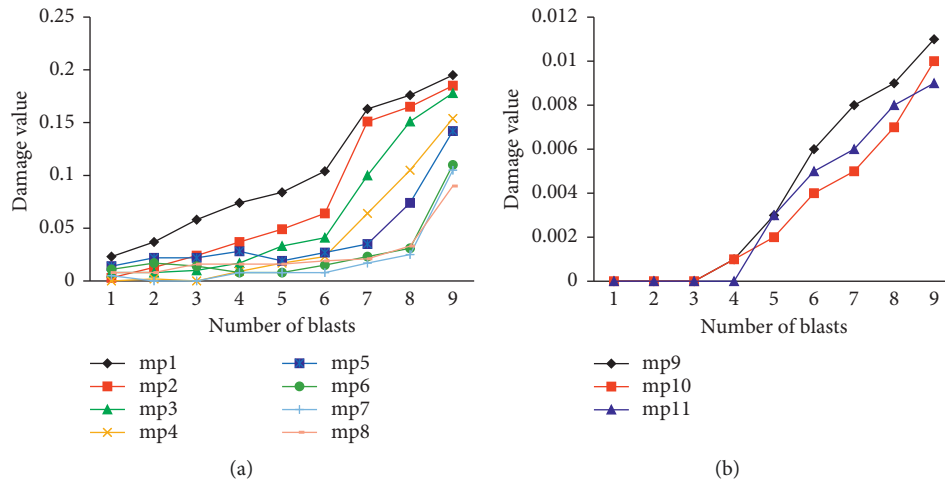 0.25
0.2
0.15
0.1
0.05
0
Damage value
1 2 3 4 5 6 7 8 9
Number of blasts
mp1
mp2
mp3
mp4
mp5
mp6
mp7
mp8
(a)
0.012
0.01
0.008
0.006
0.004
0.002
0
Damage value
1 2 3 4 5 6 7 8 9
Number of blasts
mp9
mp10
mp11
(b)